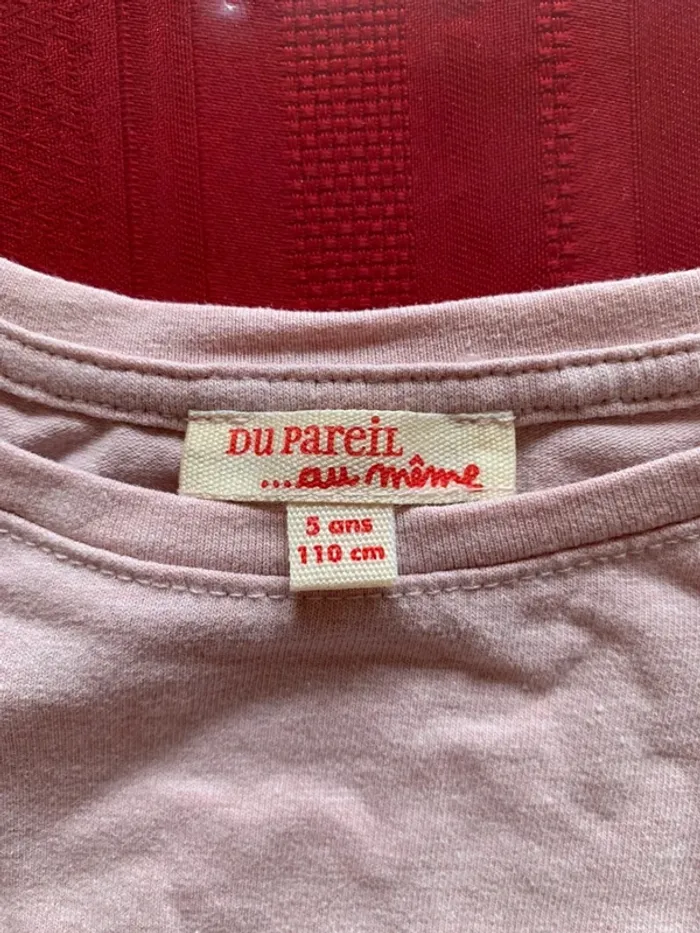 DU PAREIL
...au même
5 ans
110 cm